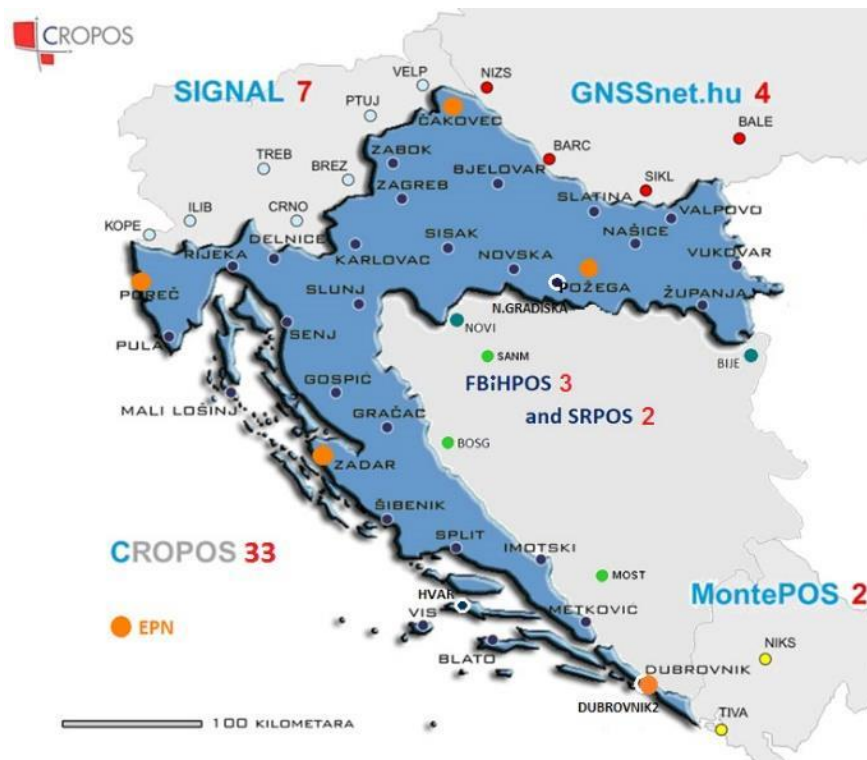 CROPOS
VELP
NIZS
SIGNAL 7
GNSSnet.hu 4
PTUJ
ČAKOVEC
BALE
BARC
ZABOK
TREB
BREZ
BJELOVAR
SIKL
ZAGREB
SLATINA
VALPOVO
ILIB
CRNO
KOPE
DELNICE
SISAK
NAŠICE
RIJEKA
KARLOVAC
NOVSKA
VUKOVAR
POREČ
SLUNJ
POŽEGA
ŽUPANJA
N.GRADIŠKA
NOVI
PULA
SENJ
SANM
BIJE
GOSPIĆ
FBiHPOS 3
MALI LOŠINJ
GRAČAC
and SRPOS 2
BOSG
ZADAR
ŠIBENIK
SPLIT
IMOTSKI
CROPOS 33
MOST
HVAR
MontePOS 2
VIS
METKOVIĆ
EPN
NIKS
BLATO
DUBROVNIK
DUBROVNIK2
TIVA
100 KILOMETARA